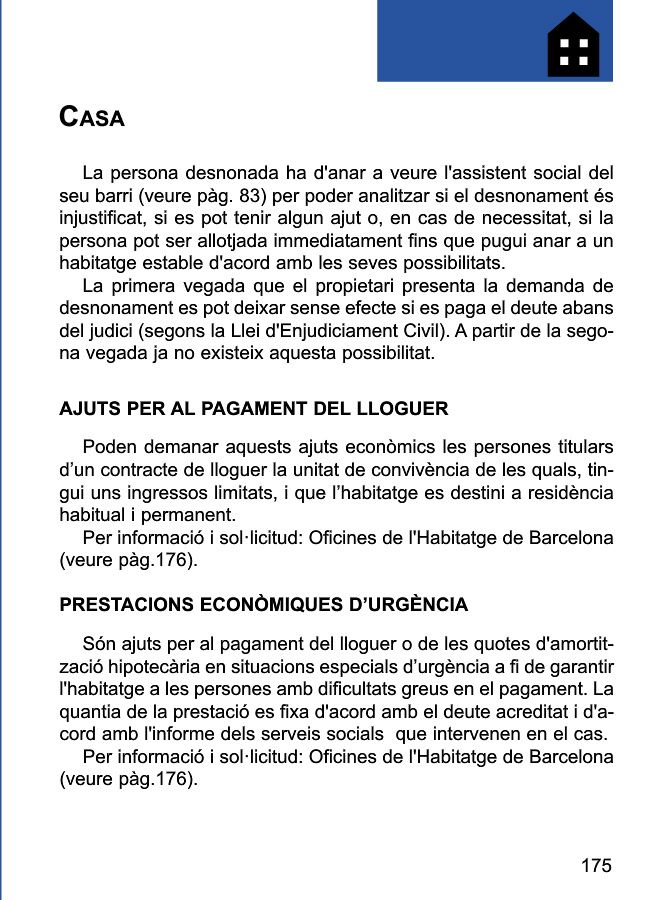 CASA
La persona desnonada ha d'anar a veure l'assistent social del
seu barri (veure pàg. 83) per poder analitzar si el desnonament és
injustificat, si es pot tenir algun ajut o, en cas de necessitat, si la
persona pot ser allotjada immediatament fins que pugui anar a un
habitatge estable d'acord amb les seves possibilitats.
La primera vegada que el propietari presenta la demanda de
desnonament es pot deixar sense efecte si es paga el deute abans
del judici (segons la Llei d'Enjudiciament Civil). A partir de la sego-
na vegada ja no existeix aquesta possibilitat.
AJUTS PER AL PAGAMENT DEL LLOGUER
Poden demanar aquests ajuts econòmics les persones titulars
d’un contracte de lloguer la unitat de convivència de les quals, tin-
gui uns ingressos limitats, i que l’habitatge es destini a residència
habitual i permanent.
Per informació i sol·licitud: Oficines de l'Habitatge de Barcelona
(veure pàg.176).
PRESTACIONS ECONÒMIQUES D’URGÈNCIA
Són ajuts per al pagament del lloguer o de les quotes d'amortit-
zació hipotecària en situacions especials d’urgència a fi de garantir
l'habitatge a les persones amb dificultats greus en el pagament. La
quantia de la prestació es fixa d'acord amb el deute acreditat i d'a-
cord amb l'informe dels serveis socials  que intervenen en el cas.
Per informació i sol·licitud: Oficines de l'Habitatge de Barcelona
(veure pàg.176).
175